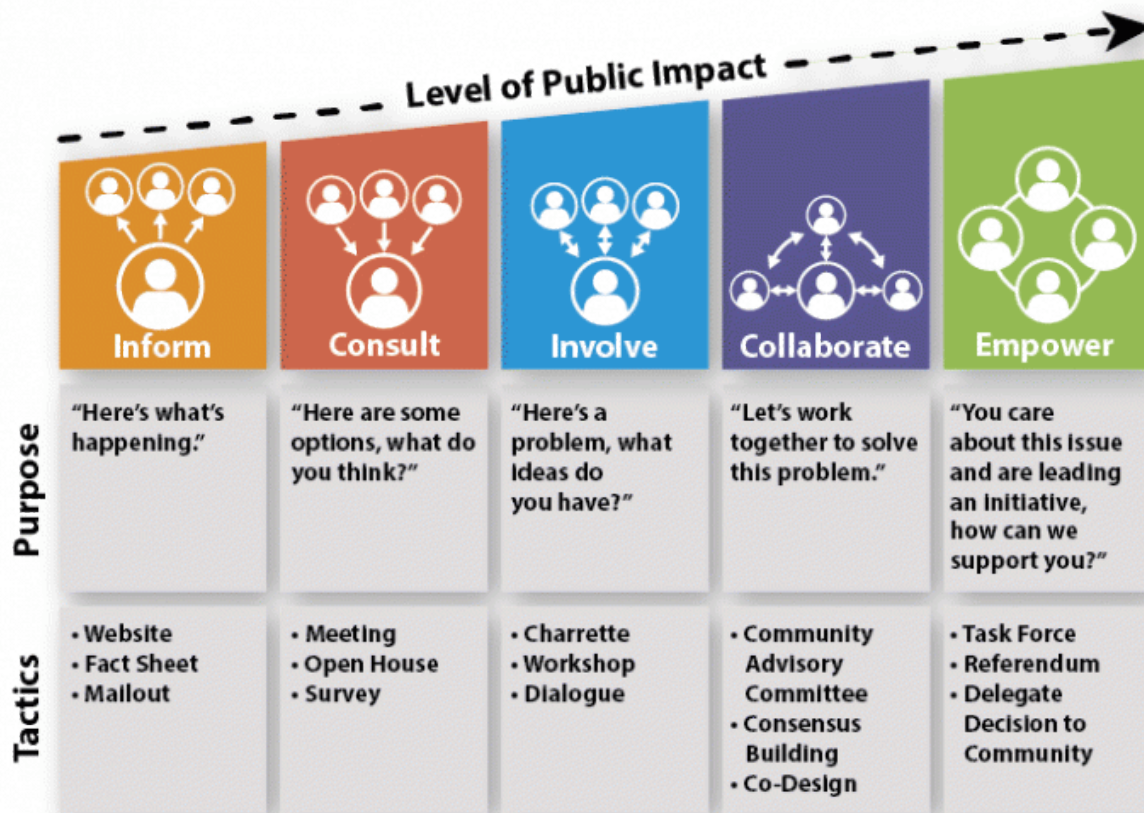 Level of Public Impact
Inform
Consult
Involve
Collaborate
Empower
Purpose
“Here’s what’s
happening.”
“Here are some
options, what do
you think?”
“Here’s a
problem, what
ideas do
you have?”
“Let’s work
together to solve
this problem.”
“You care
about this issue
and are leading
an initiative,
how can we
support you?”
Tactics
• Website
• Fact Sheet
• Mailout
• Meeting
• Open House
• Survey
• Charrette
• Workshop
• Dialogue
• Community
Advisory
Committee
• Consensus
Building
• Co-Design
• Task Force
• Referendum
• Delegate
Decision to
Community